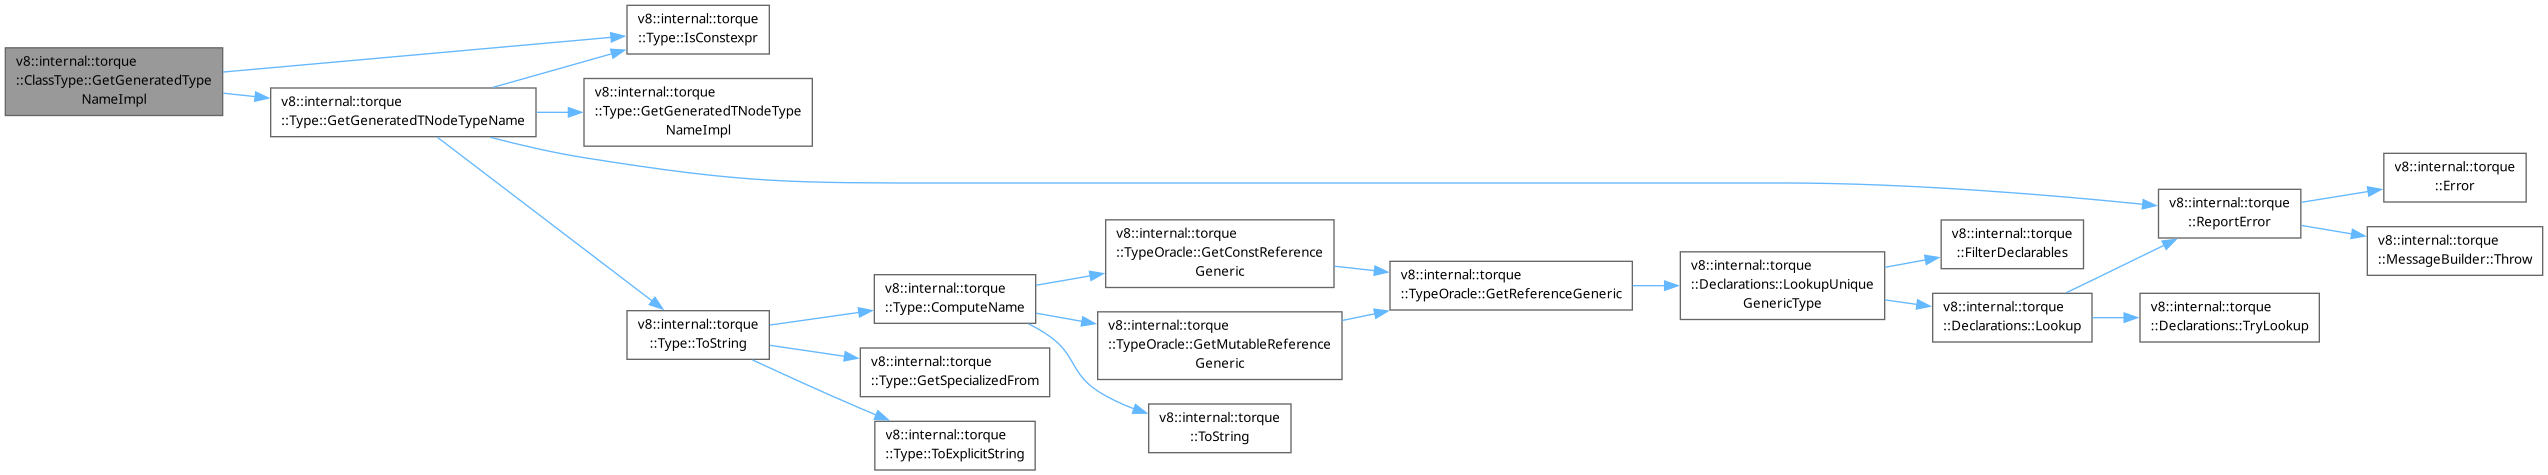 v8::internal::torque
::ClassType::GetGeneratedType
NameImpl
v8::internal::torque
::Type::IsConstexpr
v8::internal::torque
::Type::GetGeneratedTNodeTypeName
v8::internal::torque
::Type::GetGeneratedTNodeType
NameImpl
v8::internal::torque
::Type::ToString
v8::internal::torque
::Type::ComputeName
v8::internal::torque
::Type::GetSpecializedFrom
v8::internal::torque
::Type::ToExplicitString
v8::internal::torque
::TypeOracle::GetConstReference
Generic
v8::internal::torque
::TypeOracle::GetMutableReference
Generic
v8::internal::torque
::ToString
v8::internal::torque
::TypeOracle::GetReferenceGeneric
v8::internal::torque
::Declarations::LookupUnique
GenericType
v8::internal::torque
::FilterDeclarables
v8::internal::torque
::Declarations::Lookup
v8::internal::torque
::ReportError
v8::internal::torque
::Declarations::TryLookup
v8::internal::torque
::Error
v8::internal::torque
::MessageBuilder::Throw